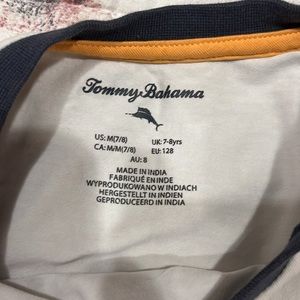 Tommy Bahama
US: M(7/8) UK: 7-8yrs
CA: M/M(7/8) EU: 128
AU: 8
MADE IN INDIA
FABRIQUÉ EN INDE
WYPRODUKOWANO W INDIACH
HERGESTELLT IN INDIEN
GEPRODUCEERD IN INDIA